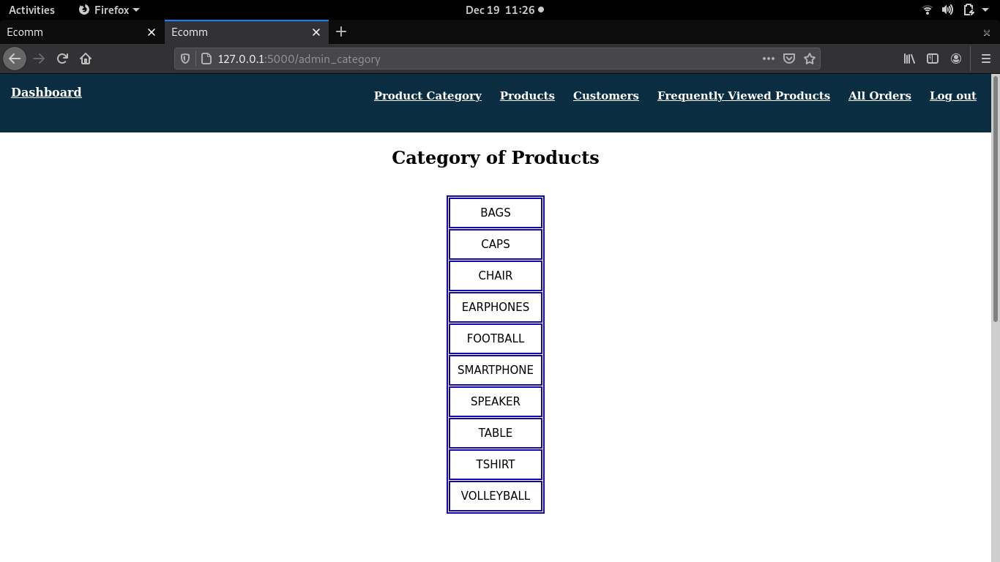 Activities Firefox Dec 19 11:26
Ecomm Ecomm
127.0.0.1:5000/admin_category
Dashboard Product Category Products Customers Frequently Viewed Products All Orders Log out
Category of Products
BAGS
CAPS
CHAIR
EARPHONES
FOOTBALL
SMARTPHONE
SPEAKER
TABLE
TSHIRT
VOLLEYBALL